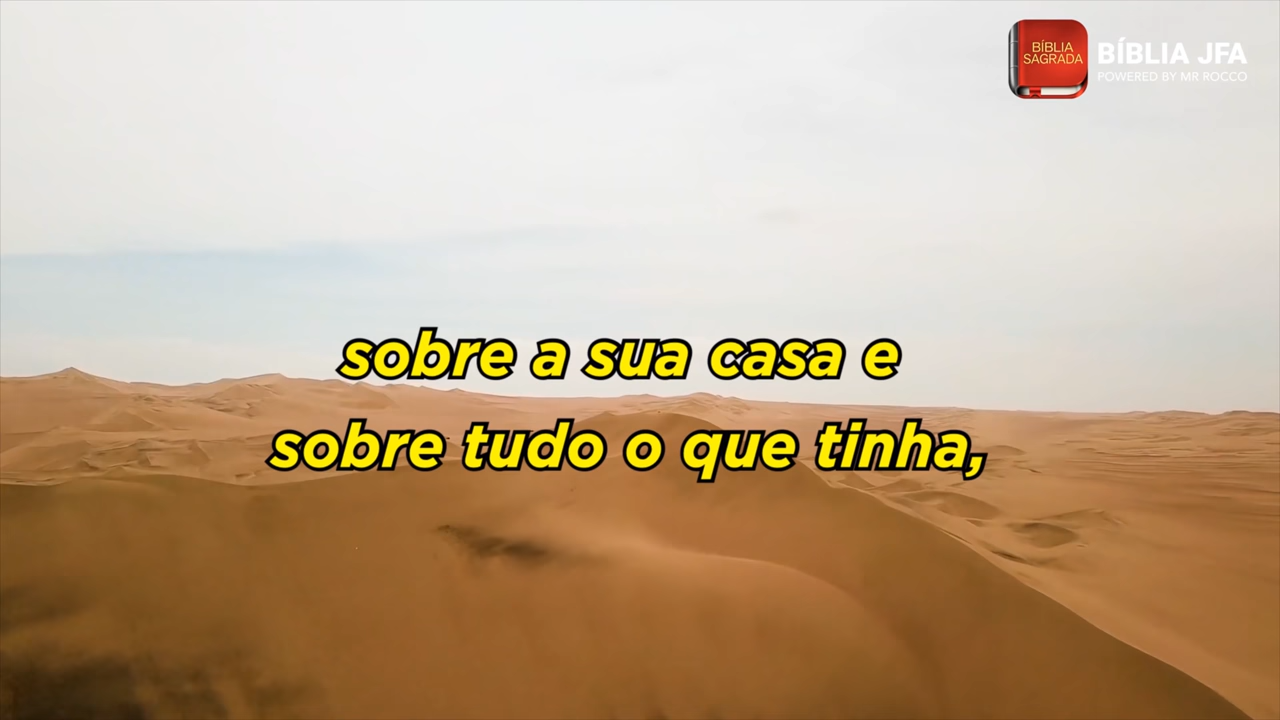 BÍBLIA
SAGRADA
BÍBLIA JFA
POWERED BY MR ROCCO
sobre a sua casa e
sobre tudo o que tinha,